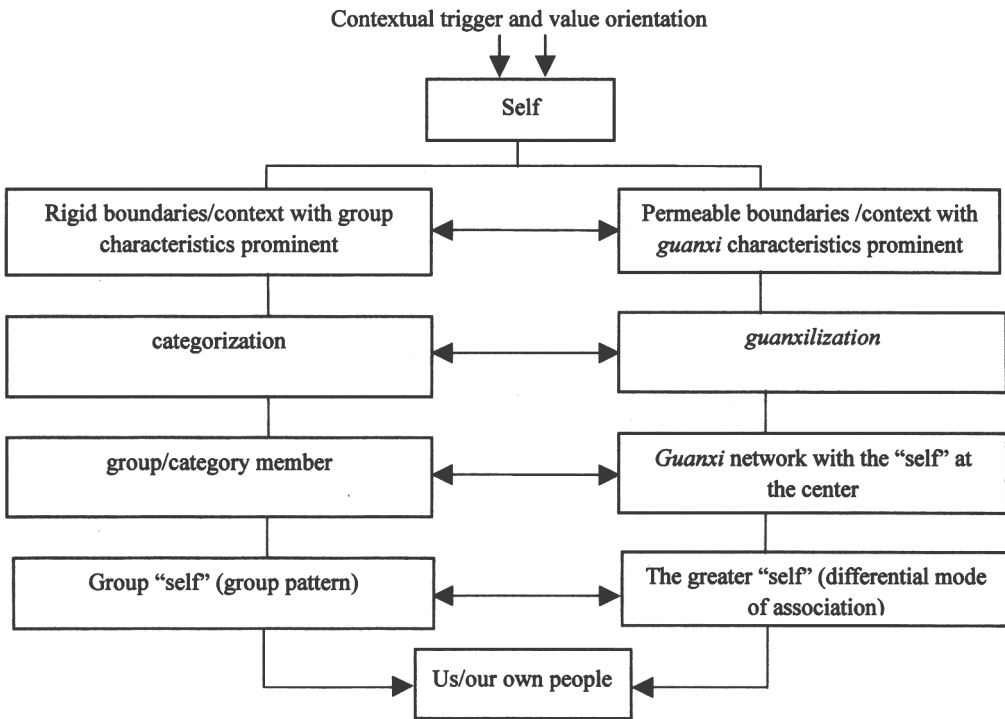 Contextual trigger and value orientation
Self
Rigid boundaries/context with group
characteristics prominent
Permeable boundaries /context with
guanxi characteristics prominent
categorization
guanxilization
group/category member
Guanxi network with the “self” at
the center
Group “self” (group pattern)
The greater “self” (differential mode
of association)
Us/our own people